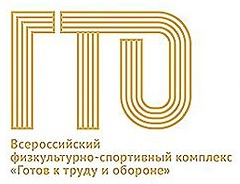 ГТО
Всероссийский
физкультурно-спортивный комплекс
«Готов к труду и обороне»